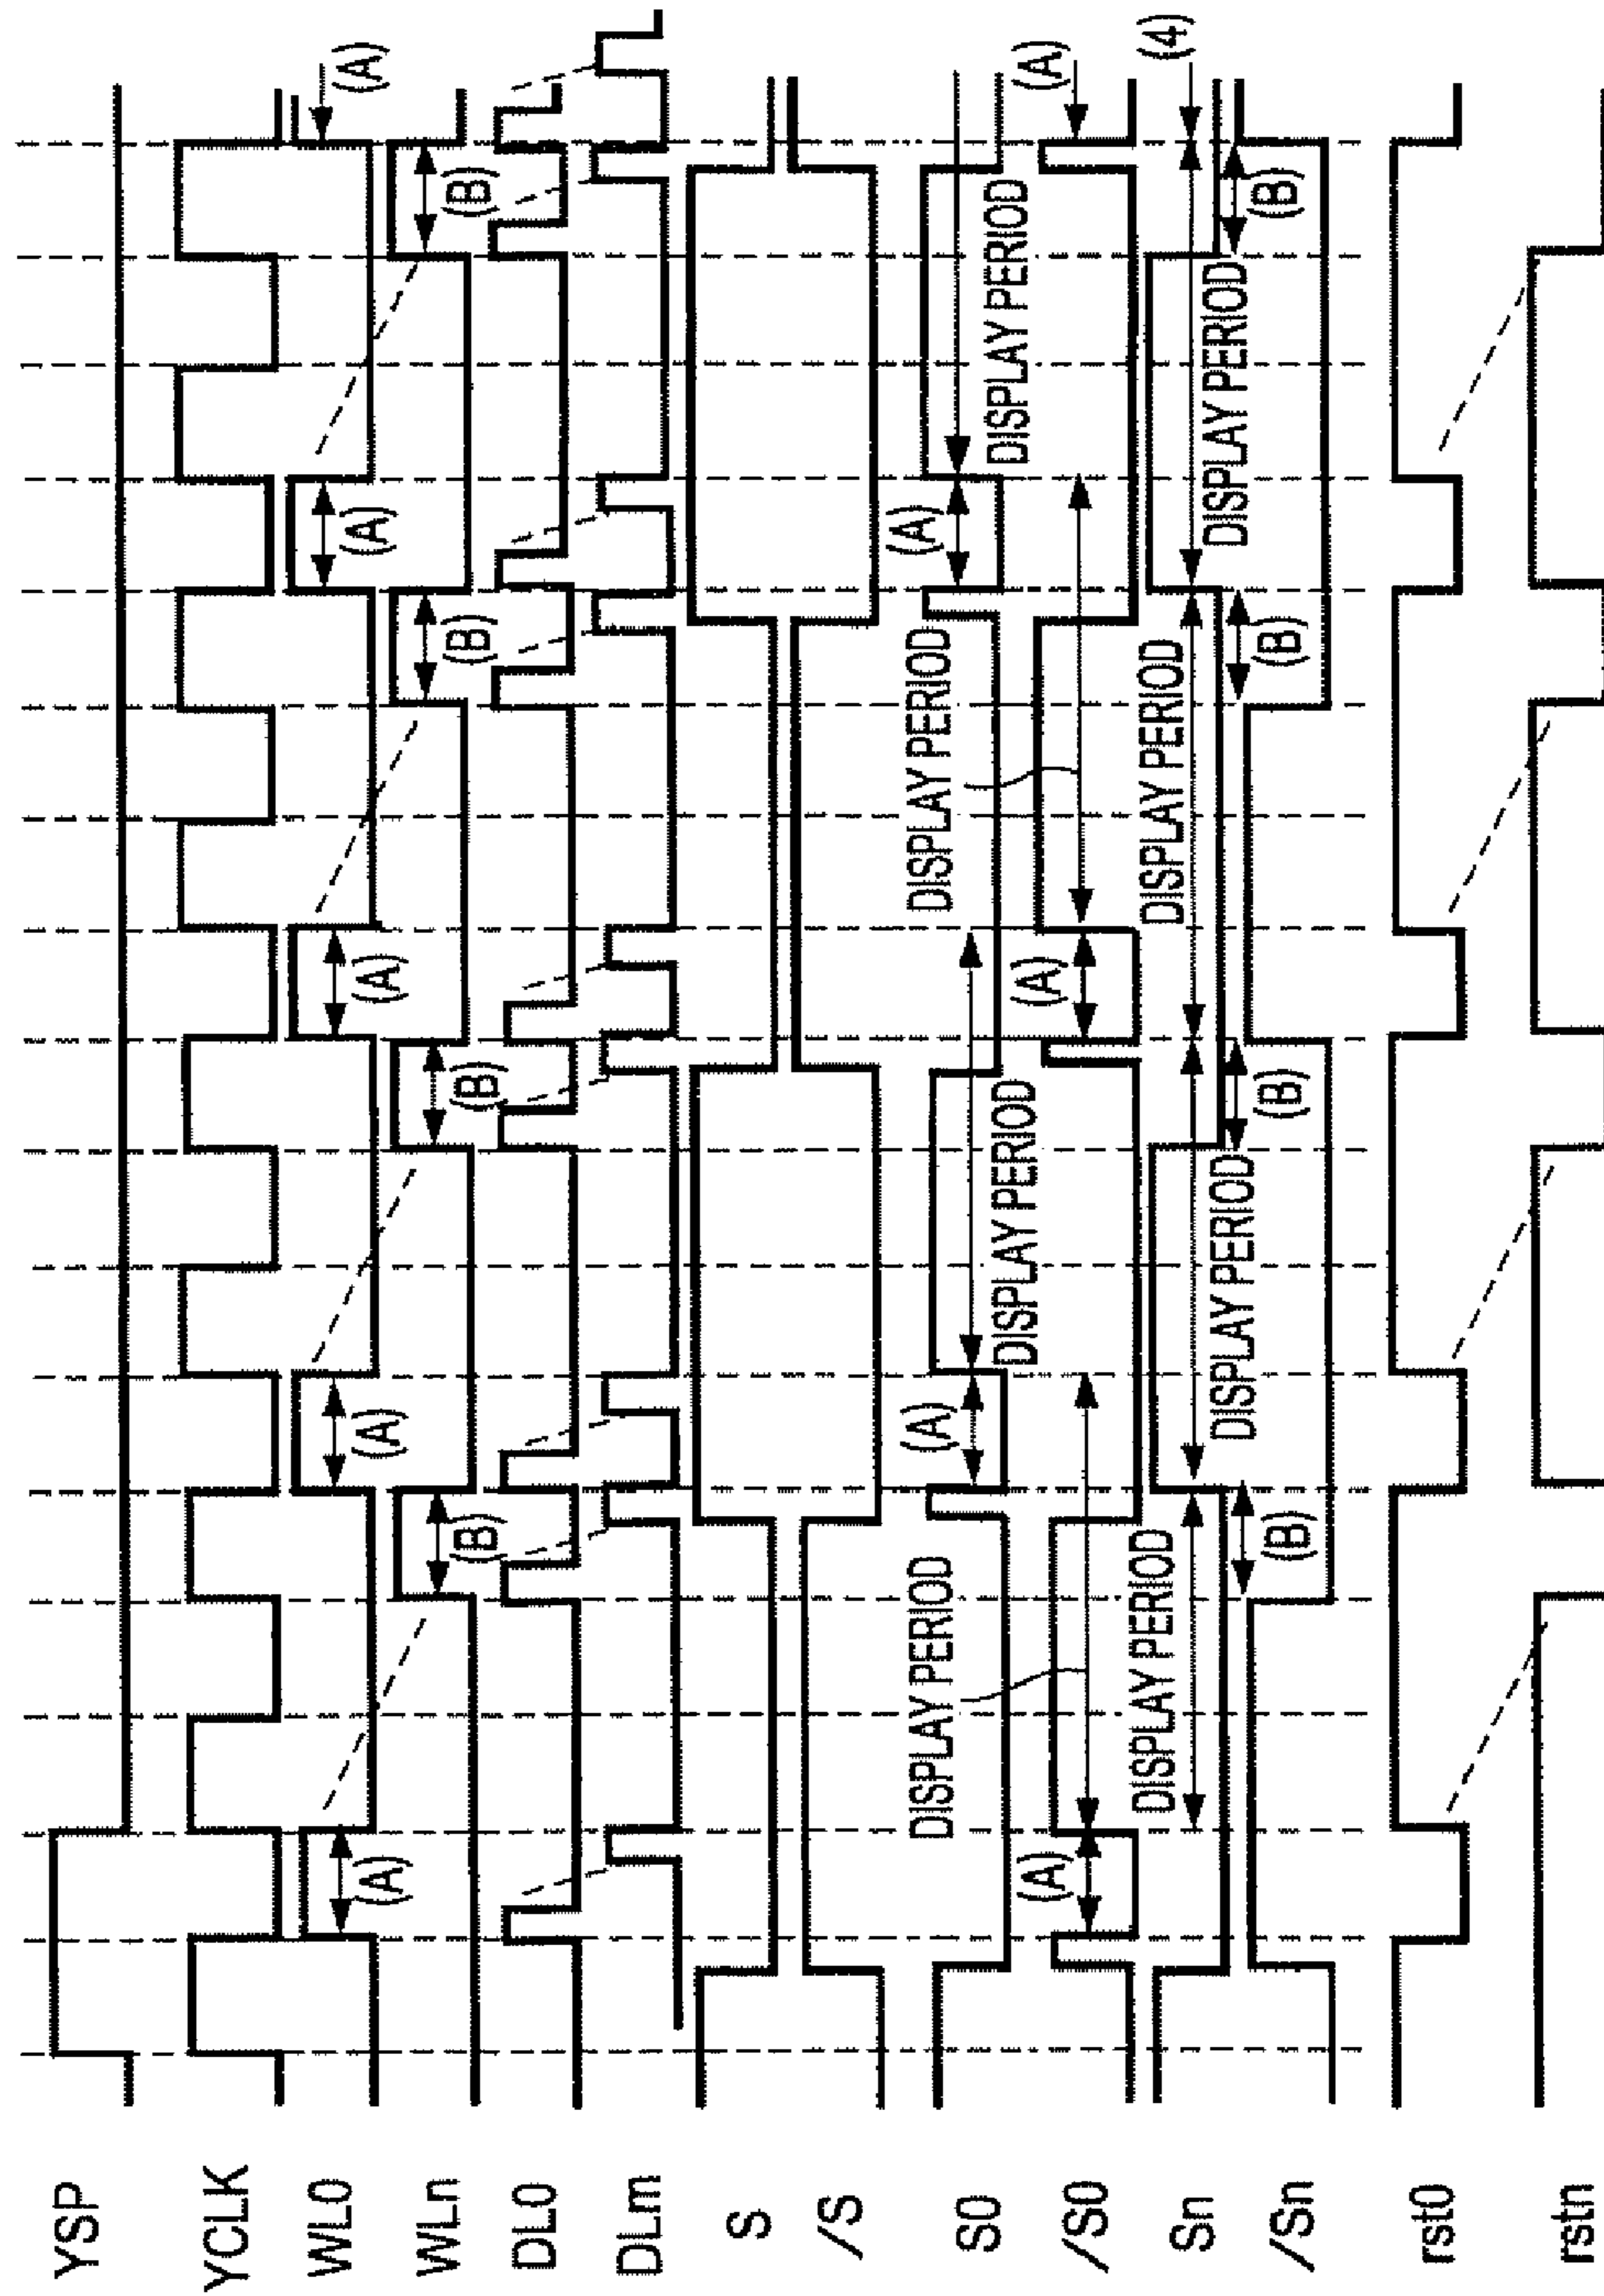 YSP
YCLK
WL0 (A) (A) (A) (A) (A)
WLn (B) (B) (B) (B)
DL0
DLm
S
/S
S0 DISPLAY PERIOD (A) DISPLAY PERIOD DISPLAY PERIOD (A) DISPLAY PERIOD
/S0 (A) (A) (A)
Sn DISPLAY PERIOD DISPLAY PERIOD DISPLAY PERIOD DISPLAY PERIOD (4)
/Sn (B) (B) (B) (B)
rst0
rstn